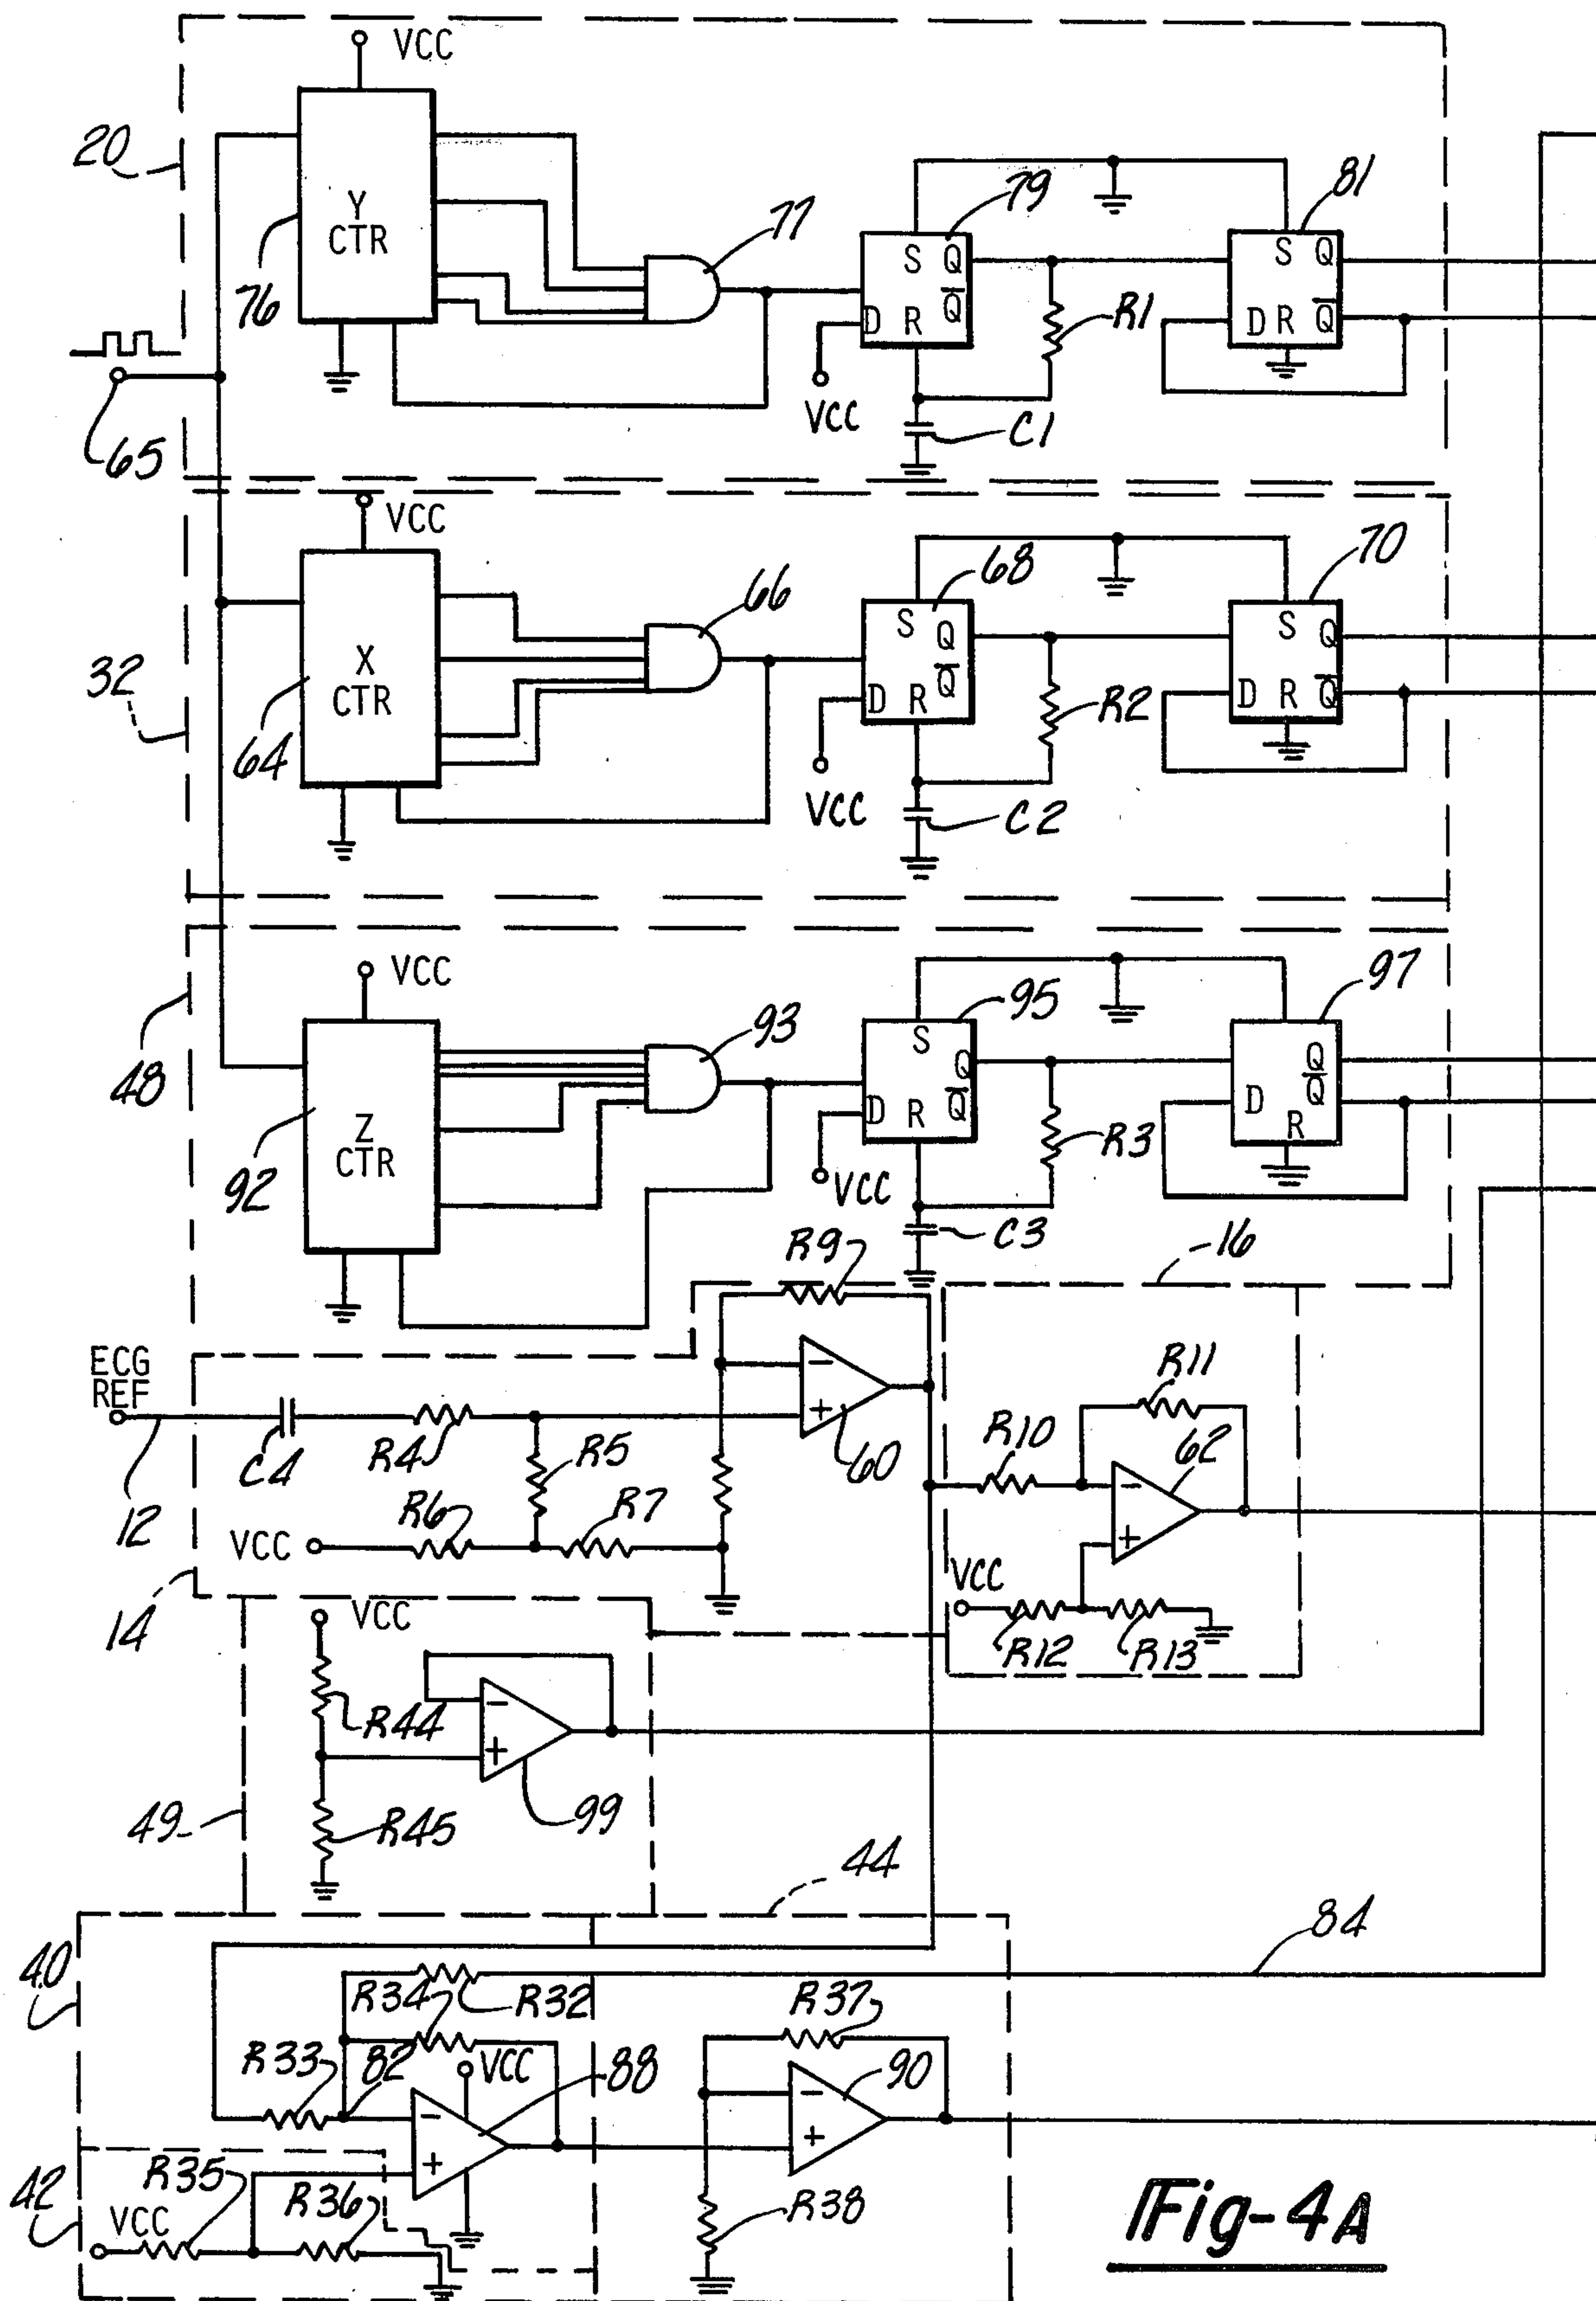 VCC
20
Y
CTR
76
77
79
81
S Q
Q
D R
VCC
R1
C1
S Q
D R Q
65
VCC
32
X
CTR
64
66
68
70
S Q
Q
D R
VCC
R2
C2
S Q
D R Q
VCC
48
Z
CTR
92
93
95
97
S
Q
D R Q
VCC
R3
C3
Q
Q
D
R
R9
16
ECG
REF
12
C4
R4
R5
R6
R7
VCC
60
14
R10
R11
62
VCC
R12
R13
VCC
R44
R45
99
49
44
84
40
R34
R32
R33
82
VCC
88
R37
90
42
R35
R36
VCC
R38
Fig-4A